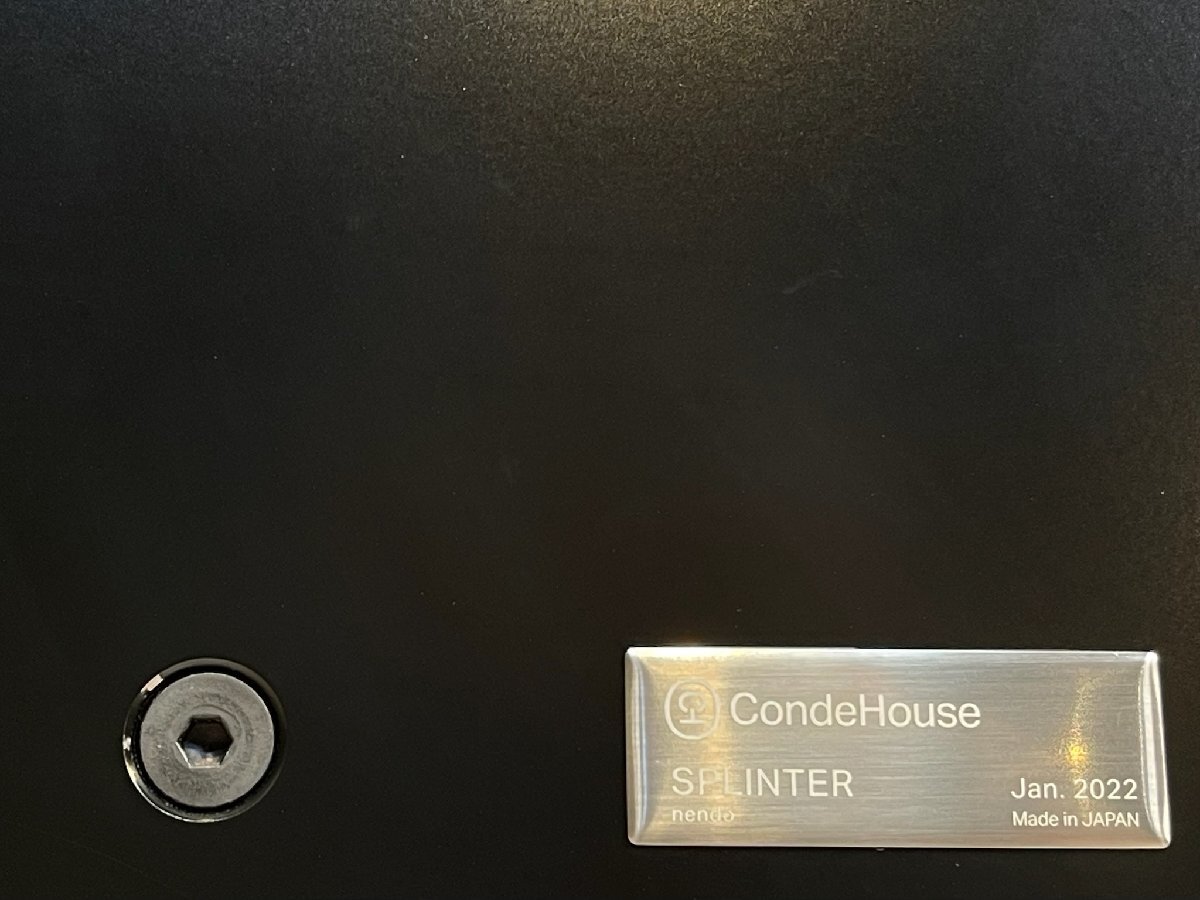 CondeHouse
SPLINTER
nendo
Jan. 2022
Made in JAPAN